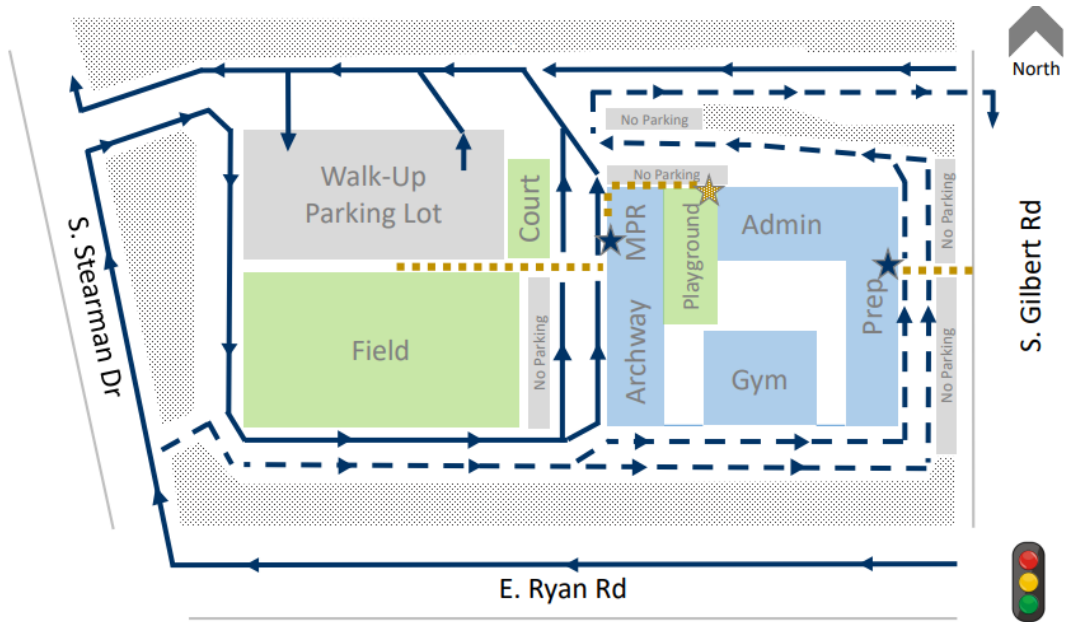 North
No Parking
No Parking
Walk-Up
Parking Lot
Court
MPR
Playground
Admin
No Parking
S. Stearman Dr
S. Gilbert Rd
Field
No Parking
Archway
Gym
Prep
No Parking
E. Ryan Rd